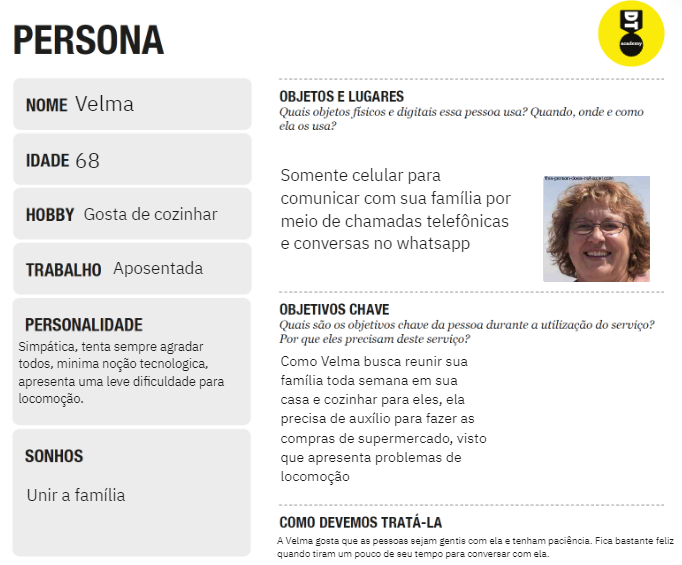 PERSONA
DT
academy
NOME Velma
IDADE 68
HOBBY Gosta de cozinhar
TRABALHO Aposentada
PERSONALIDADE
Simpática, tenta sempre agradar
todos, minima noção tecnologica,
apresenta uma leve dificuldade para
locomoção.
SONHOS
Unir a família
OBJETOS E LUGARES
Quais objetos físicos e digitais essa pessoa usa? Quando, onde e como
ela os usa?
Somente celular para
comunicar com sua família por
meio de chamadas telefônicas
e conversas no whatsapp
OBJETIVOS CHAVE
Quais são os objetivos chave da pessoa durante a utilização do serviço?
Por que eles precisam deste serviço?
Como Velma busca reunir sua
família toda semana em sua
casa e cozinhar para eles, ela
precisa de auxílio para fazer as
compras de supermercado, visto
que apresenta problemas de
locomoção
COMO DEVEMOS TRATÁ-LA
A Velma gosta que as pessoas sejam gentis com ela e tenham paciência. Fica bastante feliz
quando tiram um pouco de seu tempo para conversar com ela.